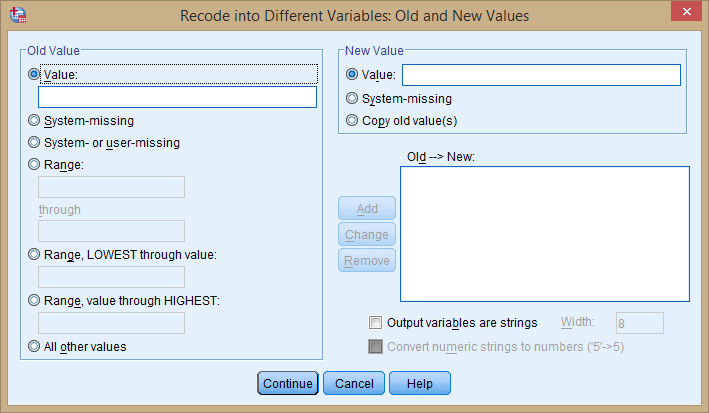 Recode into Different Variables: Old and New Values
Old Value
Value:
System-missing
System- or user-missing
Range:
through
Range, LOWEST through value:
Range, value through HIGHEST:
All other values
New Value
Value:
System-missing
Copy old value(s)
Old --> New:
Add
Change
Remove
Output variables are strings Width: 8
Convert numeric strings to numbers ('5'->5)
Continue Cancel Help